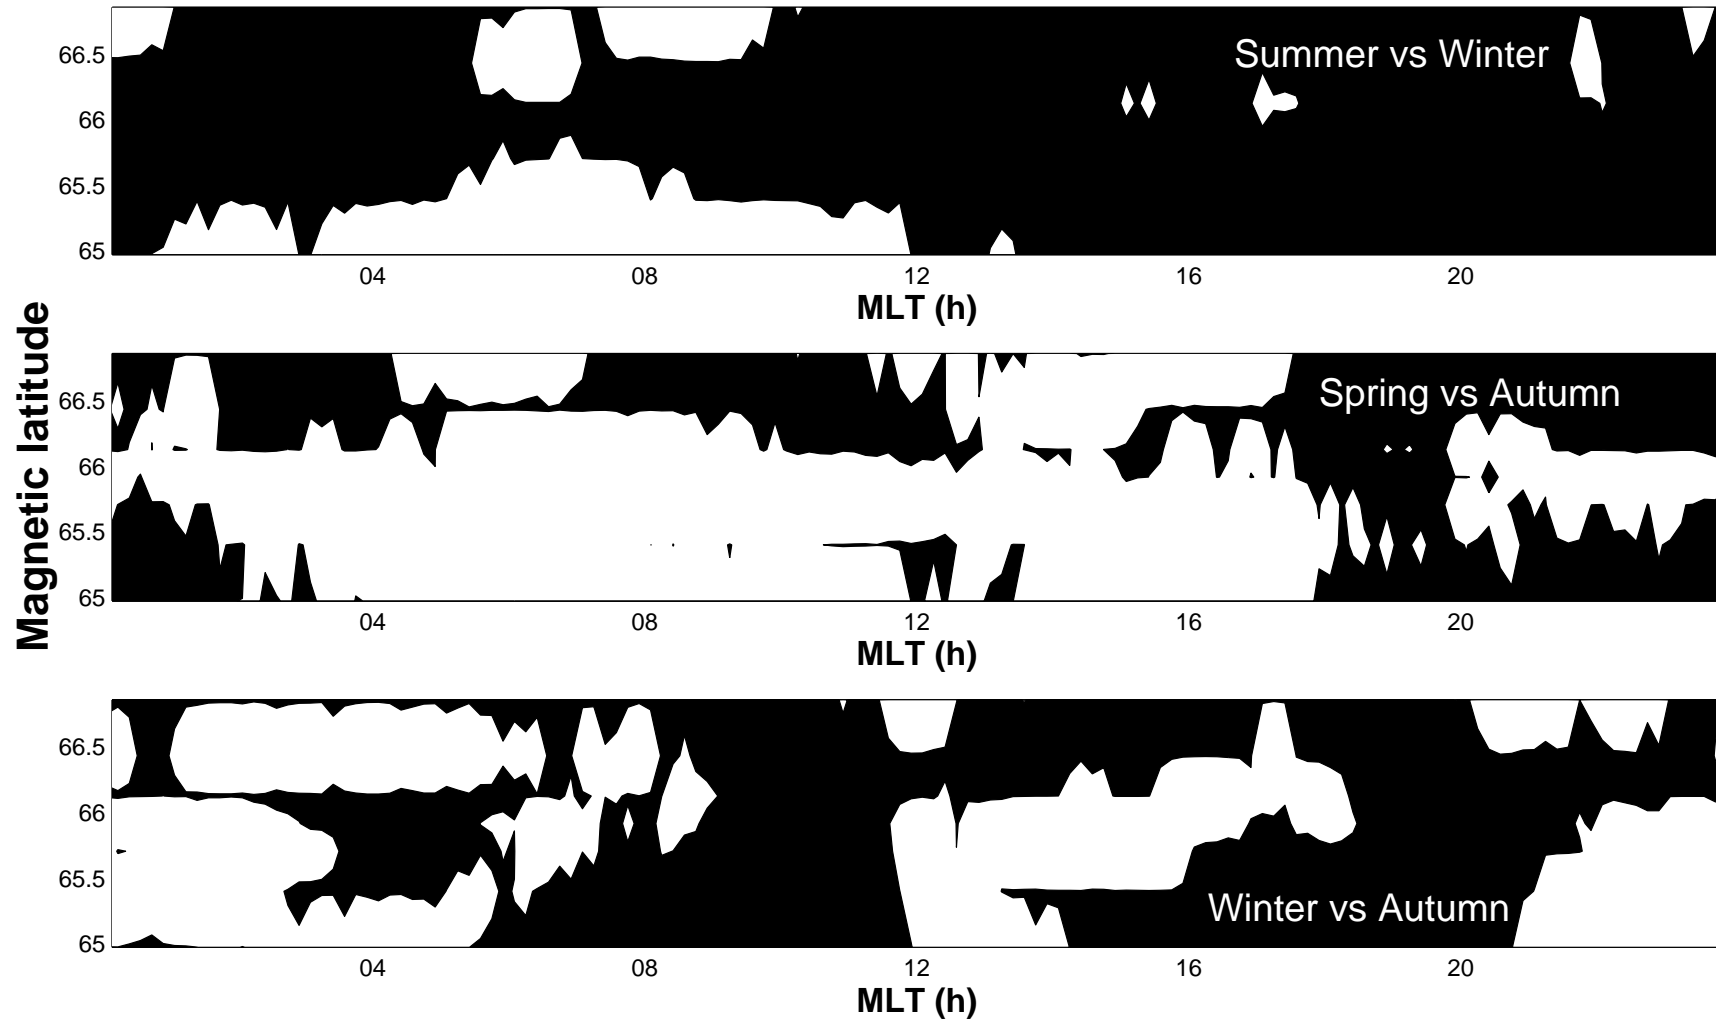 Magnetic latitude
Summer vs Winter
66.5
66
65.5
65
04 08 12 16 20
MLT (h)
Spring vs Autumn
66.5
66
65.5
65
04 08 12 16 20
MLT (h)
66.5
66
65.5
Winter vs Autumn
65
04 08 12 16 20
MLT (h)